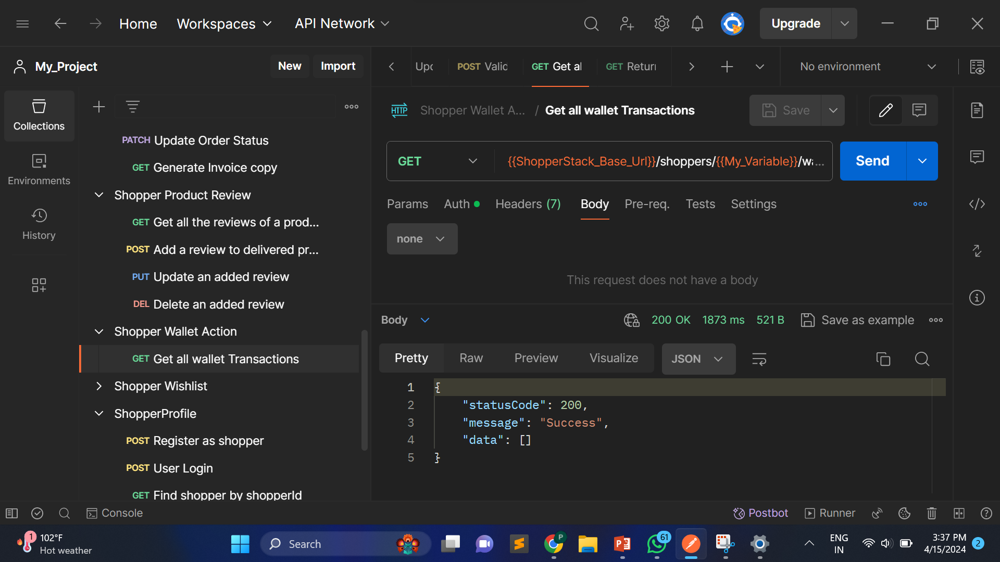 Home
Workspaces
API Network
Upgrade
My_Project
New
Import
POST Valid
GET Get al
GET Return
No environment
Collections
Environments
History
PATCH Update Order Status
GET Generate Invoice copy
Shopper Product Review
GET Get all the reviews of a prod...
POST Add a review to delivered pr...
PUT Update an added review
DEL Delete an added review
Shopper Wallet Action
GET Get all wallet Transactions
Shopper Wishlist
ShopperProfile
POST Register as shopper
POST User Login
GET Find shopper by shopperId
HTTP
Shopper Wallet A... / Get all wallet Transactions
Save
GET
{{ShopperStack_Base_Url}}/shoppers/{{My_Variable}}/wa...
Send
Params Auth Headers (7) Body Pre-req. Tests Settings
none
This request does not have a body
Body
200 OK 1873 ms 521 B
Save as example
Pretty Raw Preview Visualize
JSON
1 {
2 "statusCode": 200,
3 "message": "Success",
4 "data": []
5 }
Console
Postbot
Runner
1
102°F
Hot weather
Search
P
61
ENG
IN
3:37 PM
4/15/2024
2